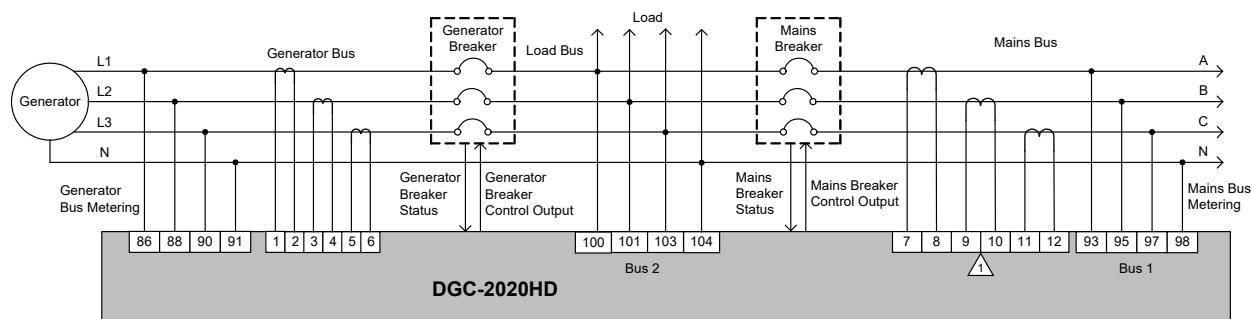 Load
Generator
Breaker
Mains
Breaker
Generator Bus
Load Bus
Mains Bus
L1
A
Generator
L2
B
L3
C
N
N
Generator
Bus Metering
Generator
Breaker
Status
Generator
Breaker
Control Output
Mains
Breaker
Status
Mains Breaker
Control Output
Mains Bus
Metering
86 88 90 91 1 2 3 4 5 6 100 101 103 104 7 8 9 10 11 12 93 95 97 98
Bus 2
1
Bus 1
DGC-2020HD